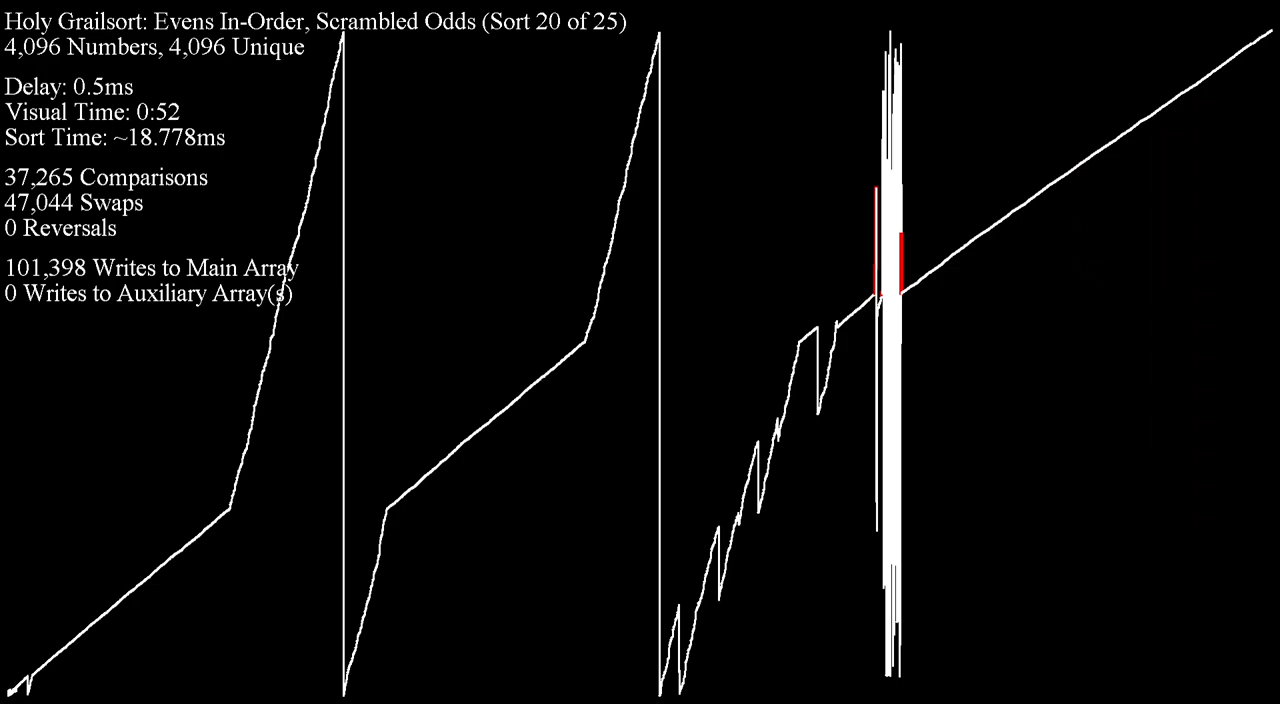 Holy Grailsort: Evens In-Order, Scrambled Odds (Sort 20 of 25)
4,096 Numbers, 4,096 Unique
Delay: 0.5ms
Visual Time: 0:52
Sort Time: ~18.778ms
37,265 Comparisons
47,044 Swaps
0 Reversals
101,398 Writes to Main Array
0 Writes to Auxiliary Array(s)